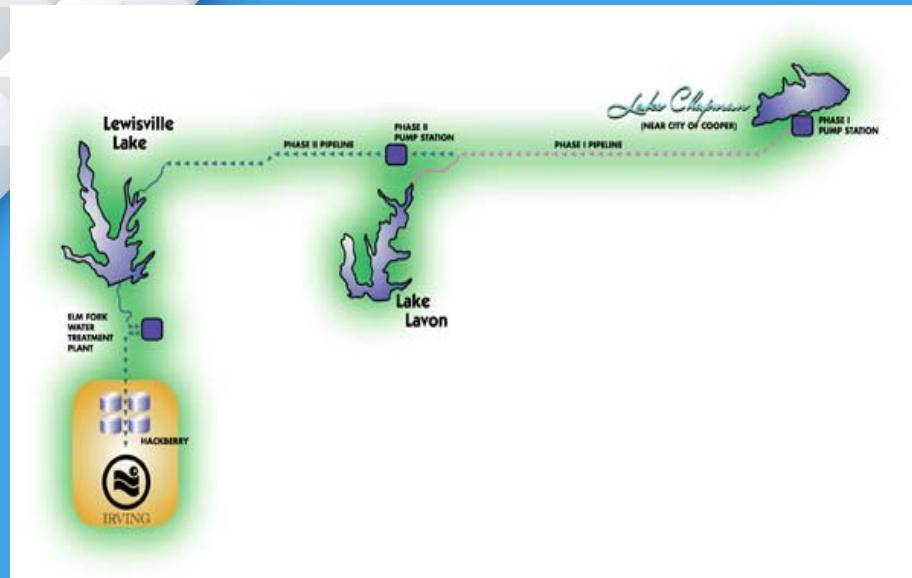 Lewisville
Lake
PHASE II PIPELINE
PHASE II
PUMP STATION
PHASE I PIPELINE
Lake Chapman
(NEAR CITY OF COOPER)
PHASE I
PUMP STATION
Lake
Lavon
ELM FORK
WATER
TREATMENT
PLANT
HACKBERRY
IRVING